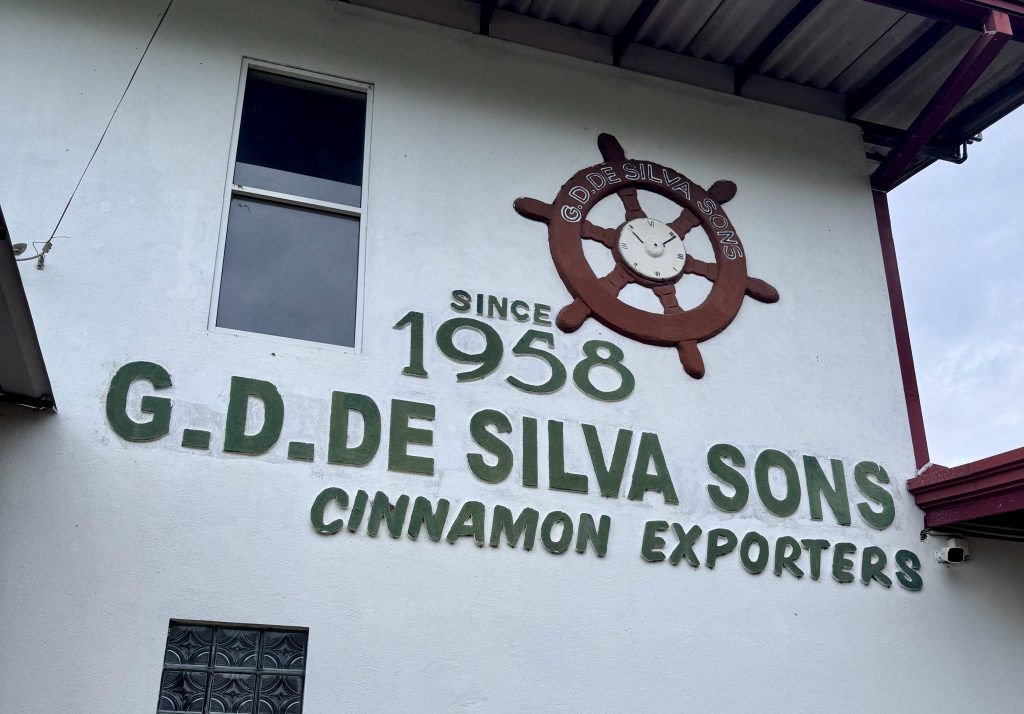 G.D.DE SILVA SONS
SINCE
1958
G.D.DE SILVA SONS
CINNAMON EXPORTERS